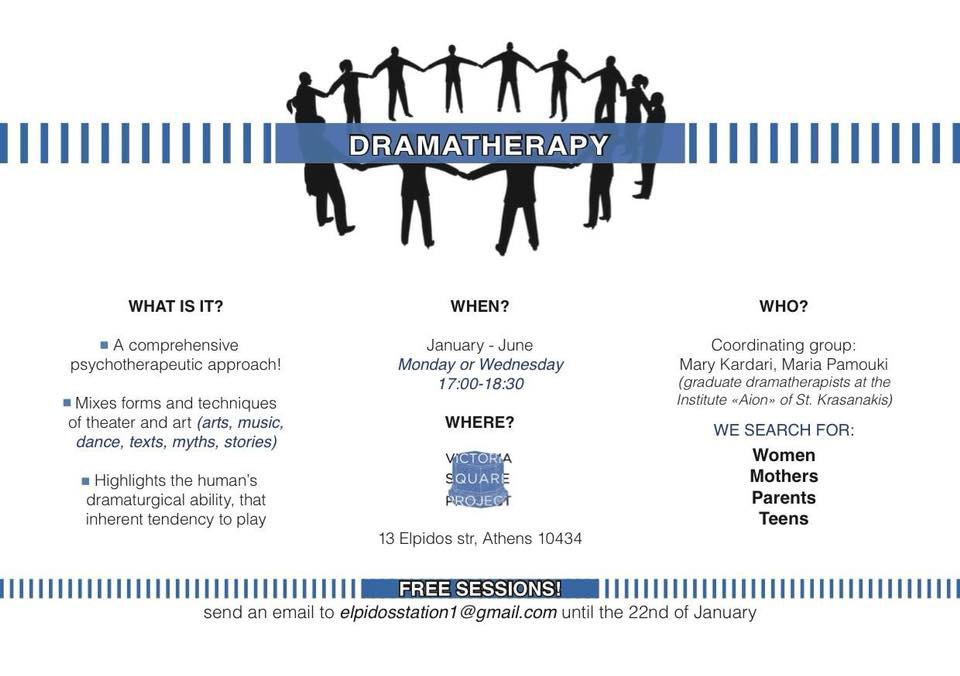 DRAMATHERAPY
WHAT IS IT?
A comprehensive
psychotherapeutic approach!
Mixes forms and techniques
of theater and art (arts, music,
dance, texts, myths, stories)
Highlights the human's
dramaturgical ability, that
inherent tendency to play
WHEN?
January - June
Monday or Wednesday
17:00-18:30
WHERE?
VICTORIA
SQUARE
PROJECT
13 Elpidos str, Athens 10434
WHO?
Coordinating group:
Mary Kardari, Maria Pamouki
(graduate dramatherapists at the
Institute «Aion» of St. Krasanakis)
WE SEARCH FOR:
Women
Mothers
Parents
Teens
FREE SESSIONS!
send an email to elpidosstation1@gmail.com until the 22nd of January